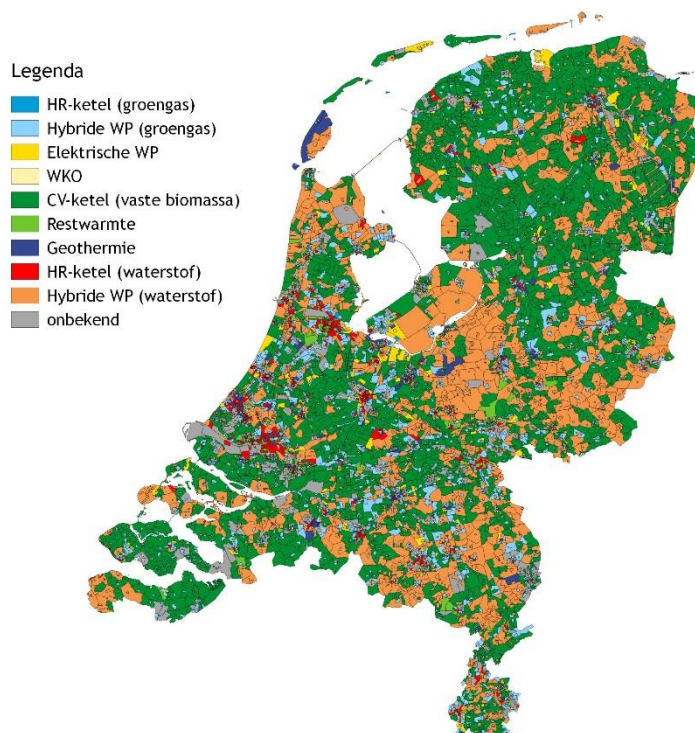 Legenda
HR-ketel (groengas)
Hybride WP (groengas)
Elektrische WP
WKO
CV-ketel (vaste biomassa)
Restwarmte
Geothermie
HR-ketel (waterstof)
Hybride WP (waterstof)
onbekend